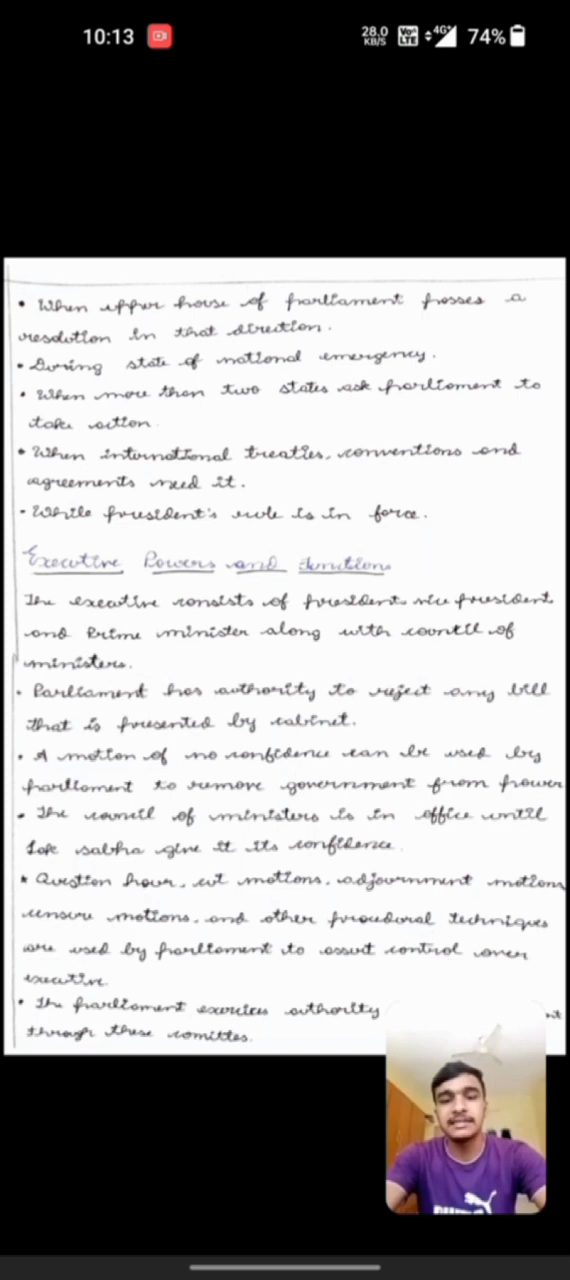 10:13
28.0 KB/S
Vo LTE
4G+
74%
• When upper house of parliament passes a
resolution in that direction.
• During state of national emergency.
• When more than two states ask parliament to
take action.
• When international treaties, conventions and
agreements need it.
- While president's rule is in force.
Executive Powers and Functions
The executive consists of president, vice president
and Prime minister along with council of
ministers.
• Parliament has authority to reject any bill
that is presented by cabinet.
• A motion of no confidence can be used by
parliament to remove government from power
• The council of ministers is in office until
Lok sabha give it its confidence.
• Question hour, cut motions, adjournment motions
censure motions, and other procedural techniques
are used by parliament to assert control over
executive.
• The parliament exercises authority
through these comittes.
PUMA